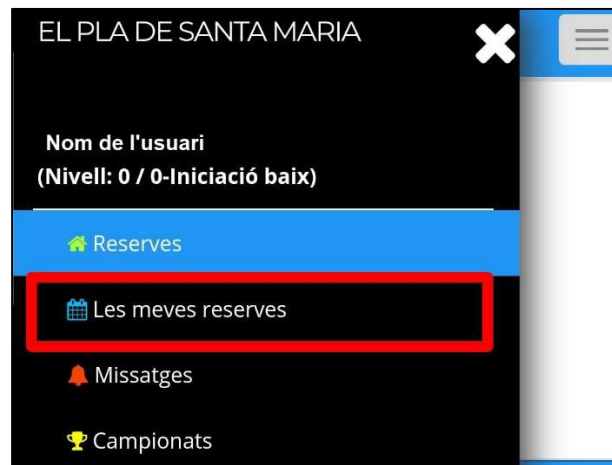 EL PLA DE SANTA MARIA
Nom de l'usuari
(Nivell: 0 / 0-Iniciació baix)
Reserves
Les meves reserves
Missatges
Campionats